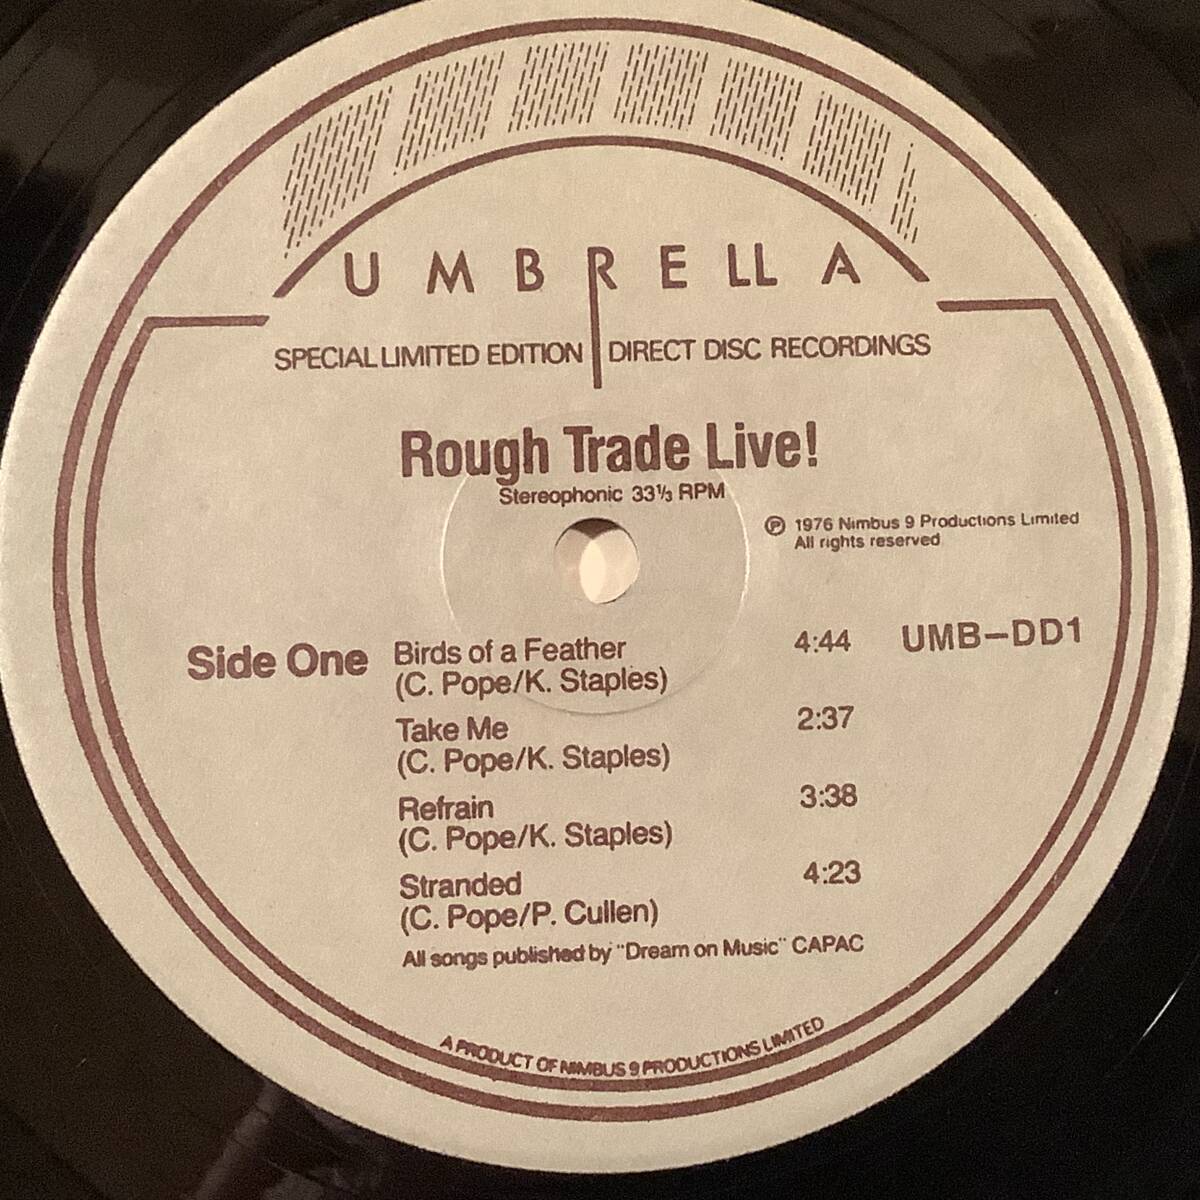 UMBRELLA
SPECIAL LIMITED EDITION DIRECT DISC RECORDINGS
Rough Trade Live!
Stereophonic 33⅓ RPM
℗ 1976 Nimbus 9 Productions Limited
All rights reserved
UMB-DD1
Side One
Birds of a Feather 4:44
(C. Pope/K. Staples)
Take Me 2:37
(C. Pope/K. Staples)
Refrain 3:38
(C. Pope/K. Staples)
Stranded 4:23
(C. Pope/P. Cullen)
All songs published by "Dream on Music" CAPAC
A PRODUCT OF NIMBUS 9 PRODUCTIONS LIMITED